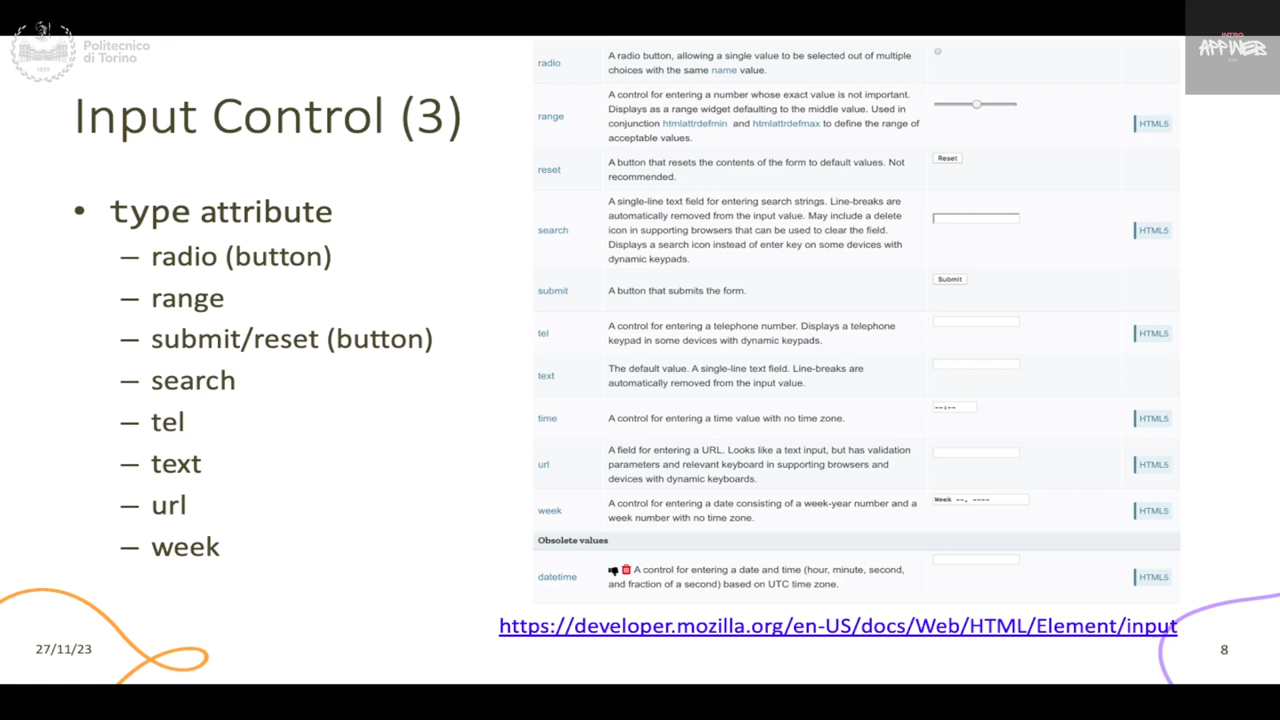 Politecnico
di Torino
INTRO
APPWEB
Input Control (3)
• type attribute
– radio (button)
– range
– submit/reset (button)
– search
– tel
– text
– url
– week
radio
A radio button, allowing a single value to be selected out of multiple
choices with the same name value.
range
A control for entering a number whose exact value is not important.
Displays as a range widget defaulting to the middle value. Used in
conjunction htmlattrdefmin and htmlattrdefmax to define the range of
acceptable values.
HTML5
reset
A button that resets the contents of the form to default values. Not
recommended.
Reset
search
A single-line text field for entering search strings. Line-breaks are
automatically removed from the input value. May include a delete
icon in supporting browsers that can be used to clear the field.
Displays a search icon instead of enter key on some devices with
dynamic keypads.
HTML5
submit
A button that submits the form.
Submit
tel
A control for entering a telephone number. Displays a telephone
keypad in some devices with dynamic keypads.
HTML5
text
The default value. A single-line text field. Line-breaks are
automatically removed from the input value.
time
A control for entering a time value with no time zone.
--:--
HTML5
url
A field for entering a URL. Looks like a text input, but has validation
parameters and relevant keyboard in supporting browsers and
devices with dynamic keyboards.
HTML5
week
A control for entering a date consisting of a week-year number and a
week number with no time zone.
Week --, ----
HTML5
Obsolete values
datetime
A control for entering a date and time (hour, minute, second,
and fraction of a second) based on UTC time zone.
HTML5
https://developer.mozilla.org/en-US/docs/Web/HTML/Element/input
27/11/23
8